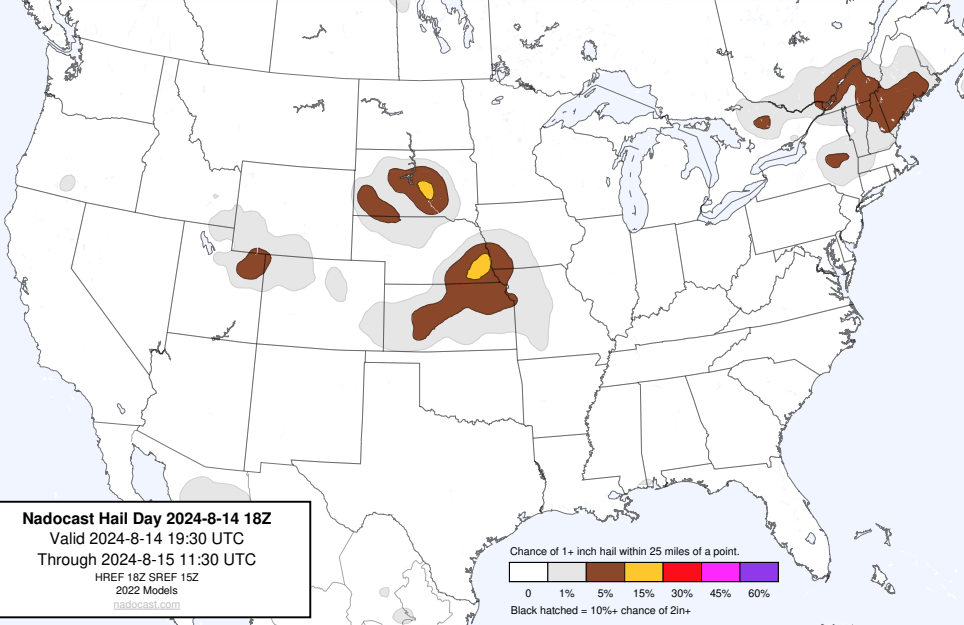 Nadocast Hail Day 2024-8-14 18Z
Valid 2024-8-14 19:30 UTC
Through 2024-8-15 11:30 UTC
HREF 18Z SREF 15Z
2022 Models
nadocast.com
Chance of 1+ inch hail within 25 miles of a point.
0 1% 5% 15% 30% 45% 60%
Black hatched = 10%+ chance of 2in+